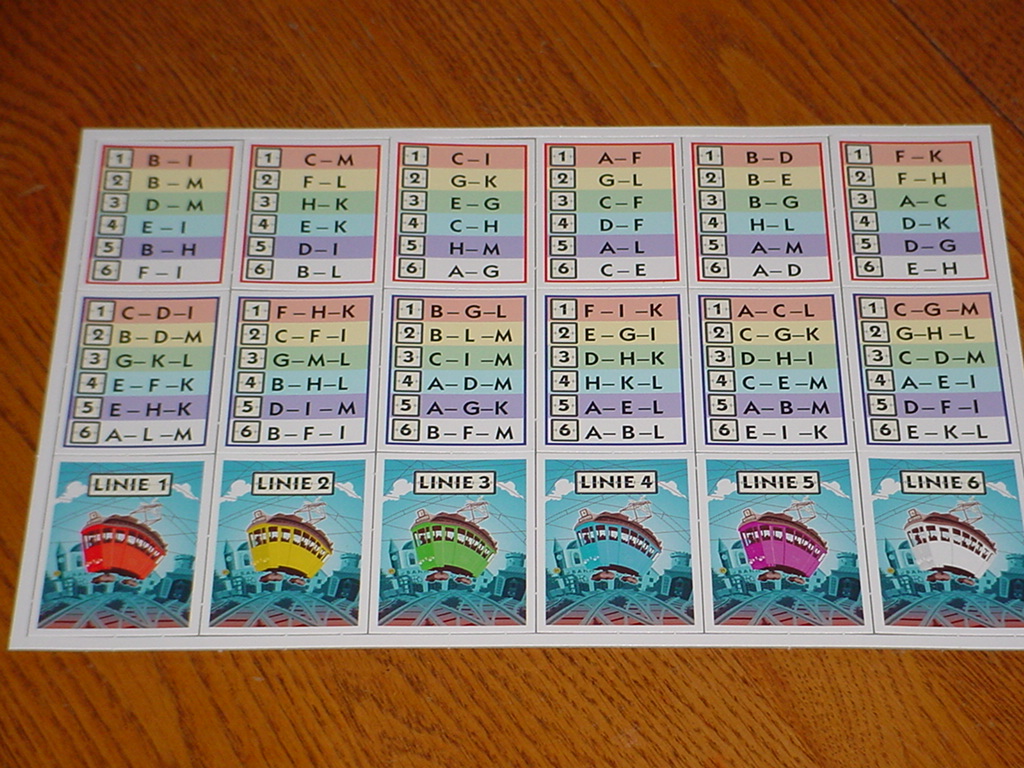 1 B – I
2 B – M
3 D – M
4 E – I
5 B – H
6 F – I
1 C – M
2 F – L
3 H – K
4 E – K
5 D – I
6 B – L
1 C – I
2 G – K
3 E – G
4 C – H
5 H – M
6 A – G
1 A – F
2 G – L
3 C – F
4 D – F
5 A – L
6 C – E
1 B – D
2 B – E
3 B – G
4 H – L
5 A – M
6 A – D
1 F – K
2 F – H
3 A – C
4 D – K
5 D – G
6 E – H
1 C – D – I
2 B – D – M
3 G – K – L
4 E – F – K
5 E – H – K
6 A – L – M
1 F – H – K
2 C – F – I
3 G – M – L
4 B – H – L
5 D – I – M
6 B – F – I
1 B – G – L
2 B – L – M
3 C – I – M
4 A – D – M
5 A – G – K
6 B – F – M
1 F – I – K
2 E – G – I
3 D – H – K
4 H – K – L
5 A – E – L
6 A – B – L
1 A – C – L
2 C – G – K
3 D – H – I
4 C – E – M
5 A – B – M
6 E – I – K
1 C – G – M
2 G – H – L
3 C – D – M
4 A – E – I
5 D – F – I
6 E – K – L
LINIE 1
LINIE 2
LINIE 3
LINIE 4
LINIE 5
LINIE 6